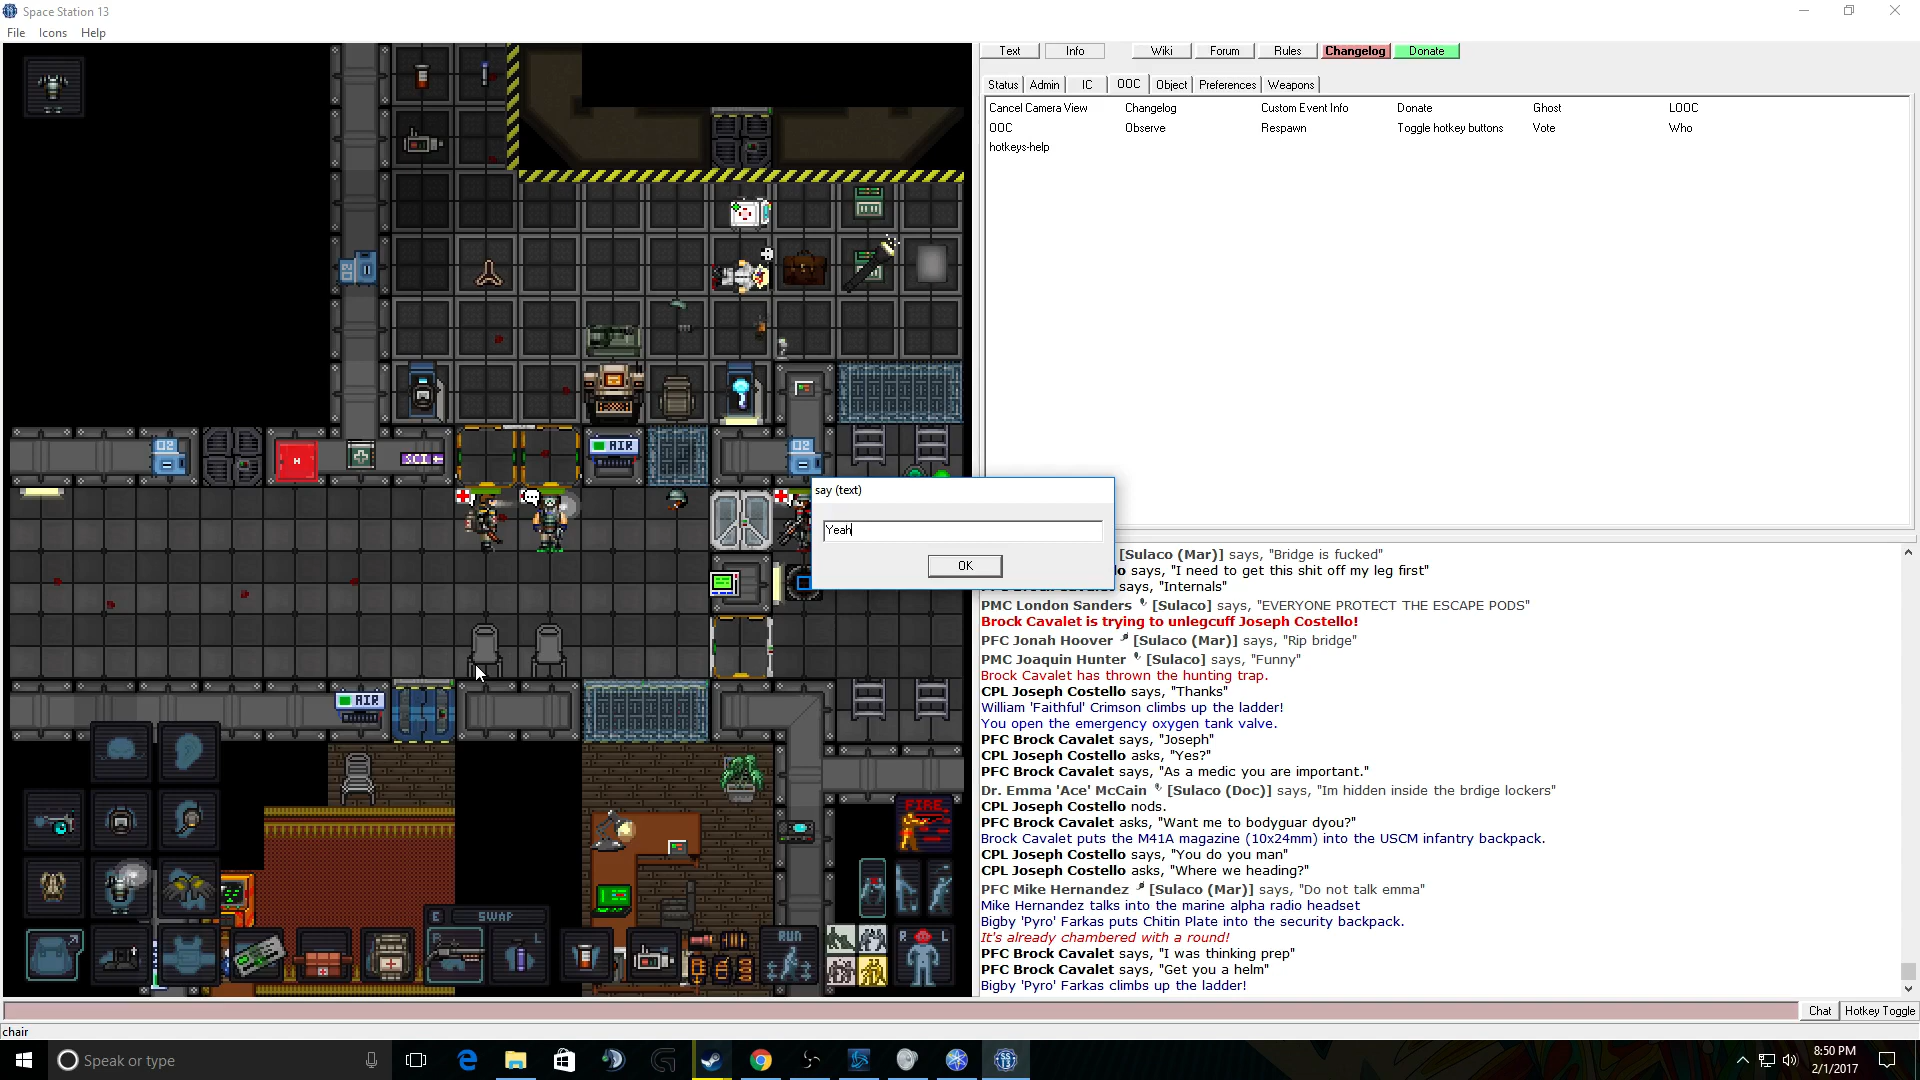 Space Station 13
File Icons Help
Text Info Wiki Forum Rules Changelog Donate
Status Admin IC OOC Object Preferences Weapons
Cancel Camera View Changelog Custom Event Info Donate Ghost LOOC
OOC Observe Respawn Toggle hotkey buttons Vote Who
hotkeys-help
O2
O2
H
SCI
AIR
O2
say (text)
Yeah
OK
[Sulaco (Mar)] says, "Bridge is fucked"
lo says, "I need to get this shit off my leg first"
says, "Internals"
PMC London Sanders [Sulaco] says, "EVERYONE PROTECT THE ESCAPE PODS"
Brock Cavalet is trying to unlegcuff Joseph Costello!
PFC Jonah Hoover [Sulaco (Mar)] says, "Rip bridge"
PMC Joaquin Hunter [Sulaco] says, "Funny"
Brock Cavalet has thrown the hunting trap.
CPL Joseph Costello says, "Thanks"
William 'Faithful' Crimson climbs up the ladder!
You open the emergency oxygen tank valve.
PFC Brock Cavalet says, "Joseph"
CPL Joseph Costello asks, "Yes?"
PFC Brock Cavalet says, "As a medic you are important."
Dr. Emma 'Ace' McCain [Sulaco (Doc)] says, "Im hidden inside the brdige lockers"
CPL Joseph Costello nods.
PFC Brock Cavalet asks, "Want me to bodyguar dyou?"
Brock Cavalet puts the M41A magazine (10x24mm) into the USCM infantry backpack.
CPL Joseph Costello says, "You do you man"
CPL Joseph Costello asks, "Where we heading?"
PFC Mike Hernandez [Sulaco (Mar)] says, "Do not talk emma"
Mike Hernandez talks into the marine alpha radio headset
Bigby 'Pyro' Farkas puts Chitin Plate into the security backpack.
It's already chambered with a round!
PFC Brock Cavalet says, "I was thinking prep"
PFC Brock Cavalet says, "Get you a helm"
Bigby 'Pyro' Farkas climbs up the ladder!
AIR
FIRE
E SWAP
R L
RUN
R L
Chat Hotkey Toggle
chair
Speak or type
8:50 PM
2/1/2017